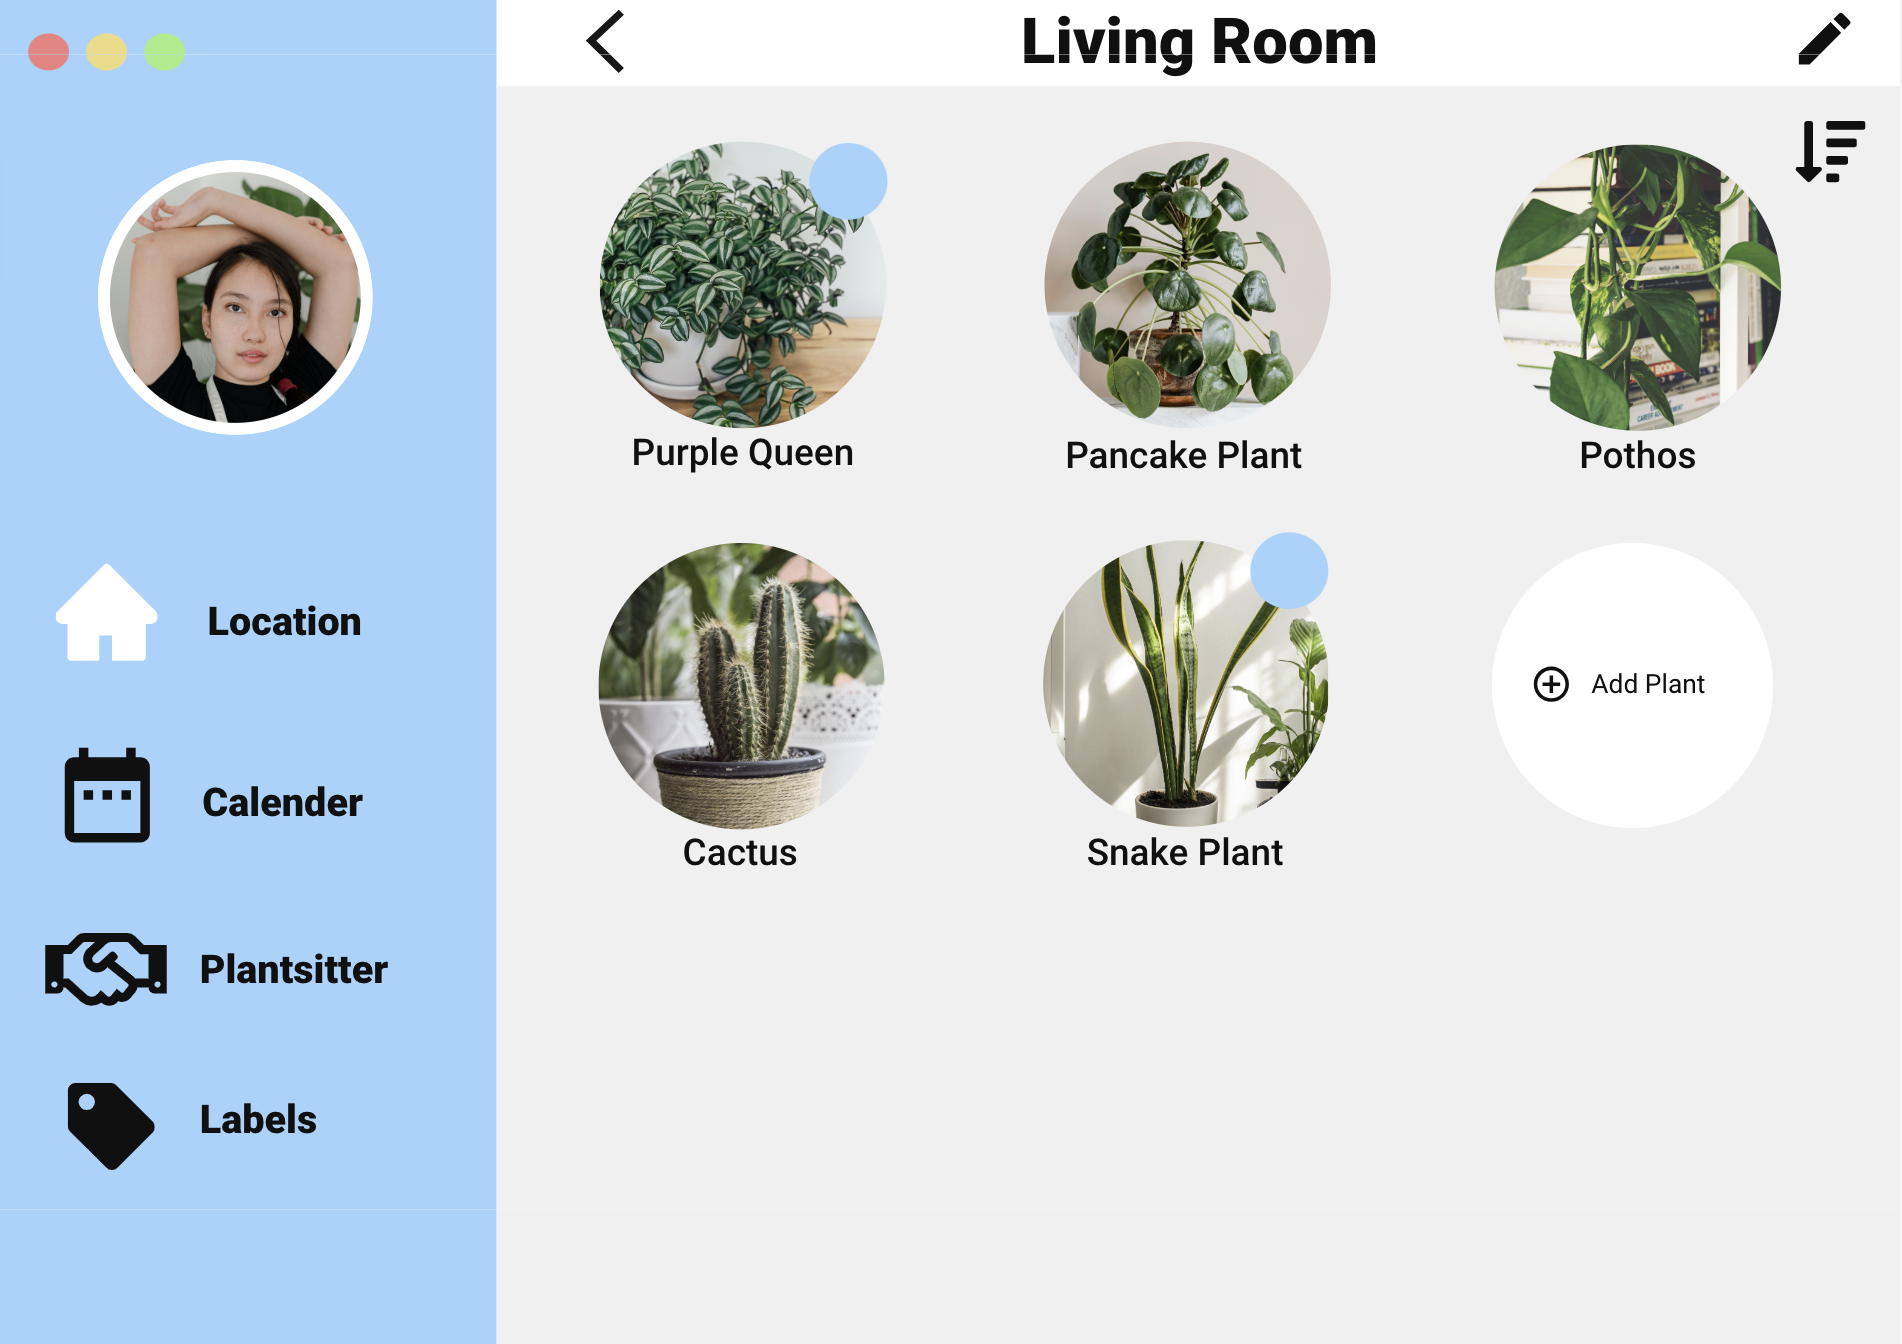 Living Room
Purple Queen
Pancake Plant
Pothos
Location
Add Plant
Calender
Cactus
Snake Plant
Plantsitter
Labels